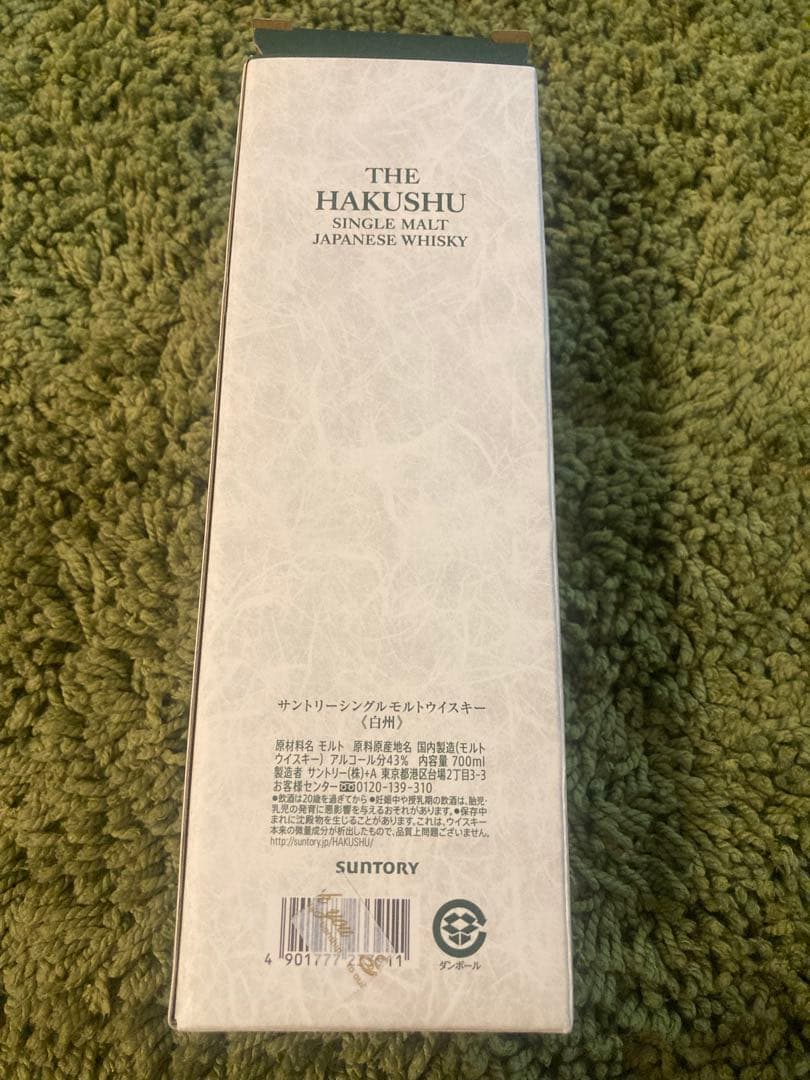 THE
HAKUSHU
SINGLE MALT
JAPANESE WHISKY
サントリーシングルモルトウイスキー
《白州》
原材料名 モルト 原料原産地名 国内製造(モルト
ウイスキー) アルコール分43% 内容量 700ml
製造者 サントリー(株)+A 東京都港区台場2丁目3-3
お客様センター 0120-139-310
●飲酒は20歳を過ぎてから ●妊娠中や授乳期の飲酒は、胎児・
乳児の発育に悪影響を与えるおそれがあります。●保存中
まれに沈殿物を生じることがあります。これは、ウイスキー
本来の微量成分が析出したもので、品質上問題ございません。
http://suntory.jp/HAKUSHU/
SUNTORY
4 901777
ダンボール